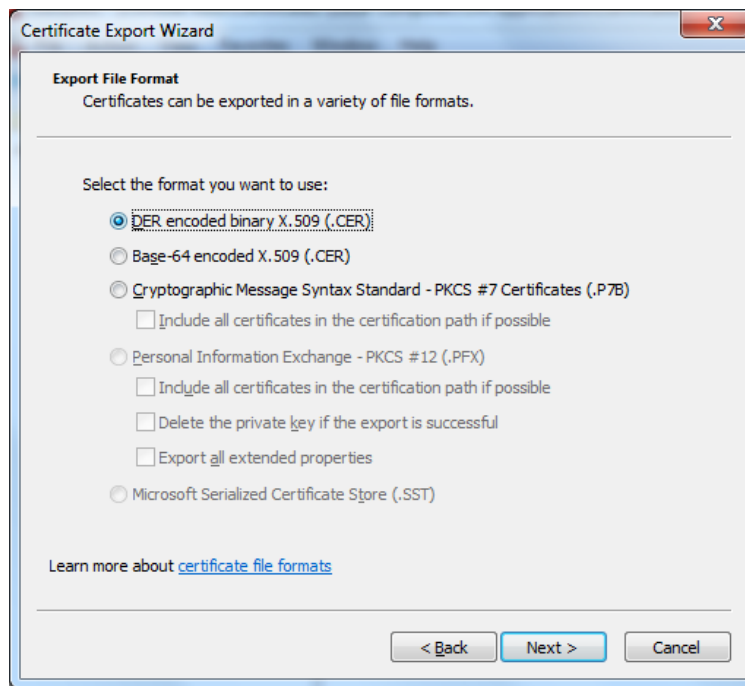 Certificate Export Wizard
Export File Format
Certificates can be exported in a variety of file formats.
Select the format you want to use:
DER encoded binary X.509 (.CER)
Base-64 encoded X.509 (.CER)
Cryptographic Message Syntax Standard - PKCS #7 Certificates (.P7B)
Include all certificates in the certification path if possible
Personal Information Exchange - PKCS #12 (.PFX)
Include all certificates in the certification path if possible
Delete the private key if the export is successful
Export all extended properties
Microsoft Serialized Certificate Store (.SST)
Learn more about certificate file formats
< Back Next > Cancel